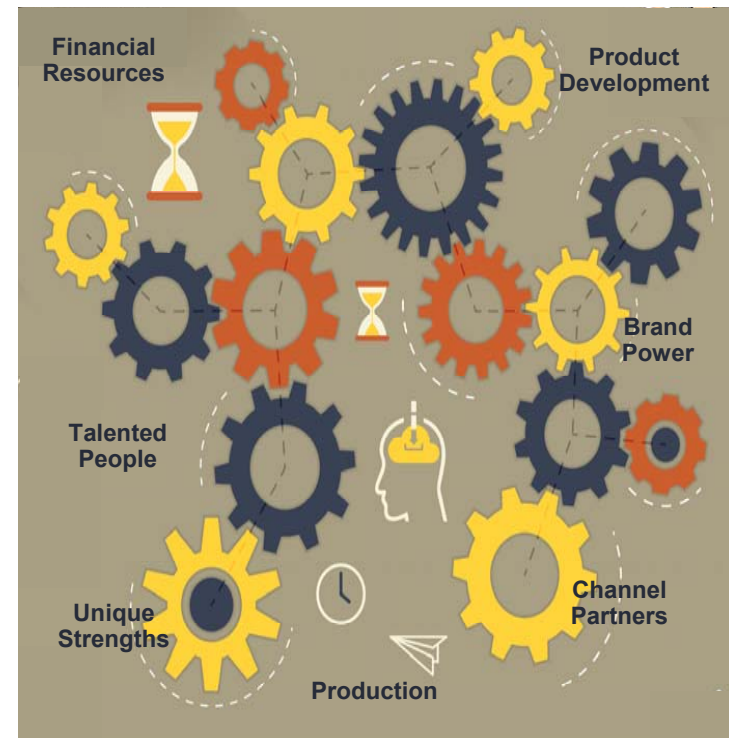 Financial
Resources
Product
Development
Brand
Power
Talented
People
Unique
Strengths
Channel
Partners
Production